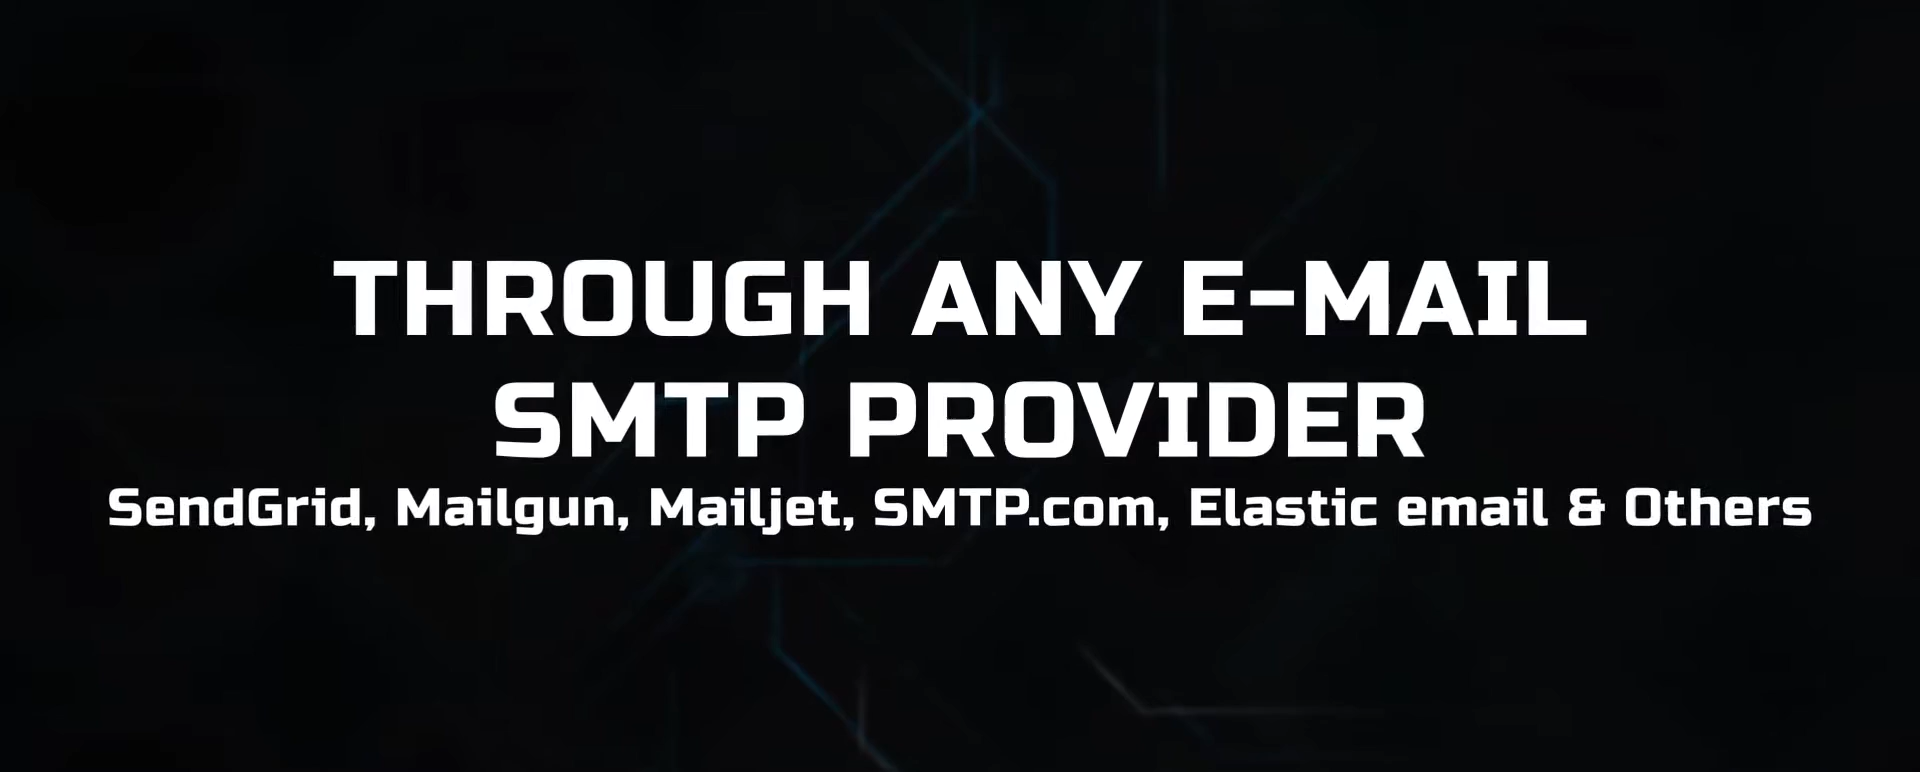 THROUGH ANY E-MAIL
SMTP PROVIDER
SendGrid, Mailgun, Mailjet, SMTP.com, Elastic email & Others